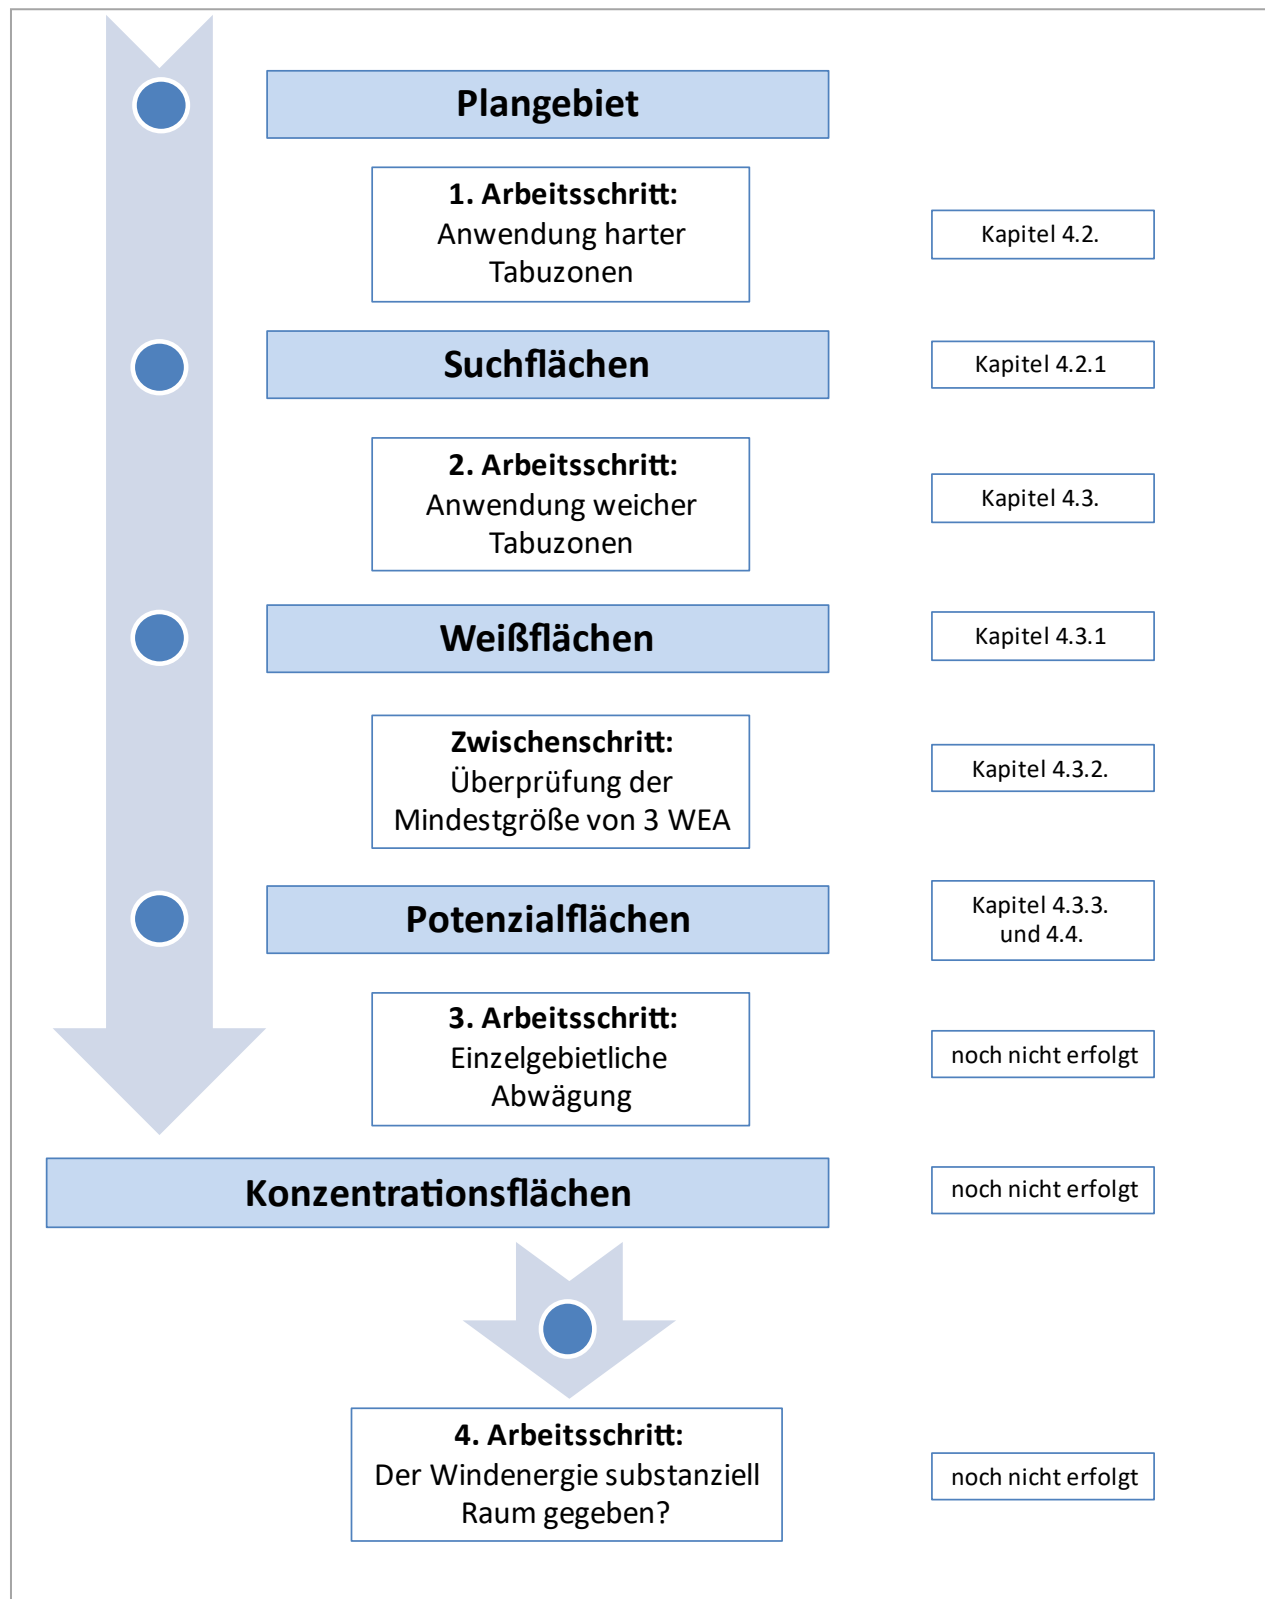 Plangebiet
1. Arbeitsschritt:
Anwendung harter
Tabuzonen
Kapitel 4.2.
Suchflächen
Kapitel 4.2.1
2. Arbeitsschritt:
Anwendung weicher
Tabuzonen
Kapitel 4.3.
Weißflächen
Kapitel 4.3.1
Zwischenschritt:
Überprüfung der
Mindestgröße von 3 WEA
Kapitel 4.3.2.
Potenzialflächen
Kapitel 4.3.3.
und 4.4.
3. Arbeitsschritt:
Einzelgebietliche
Abwägung
noch nicht erfolgt
Konzentrationsflächen
noch nicht erfolgt
4. Arbeitsschritt:
Der Windenergie substanziell
Raum gegeben?
noch nicht erfolgt